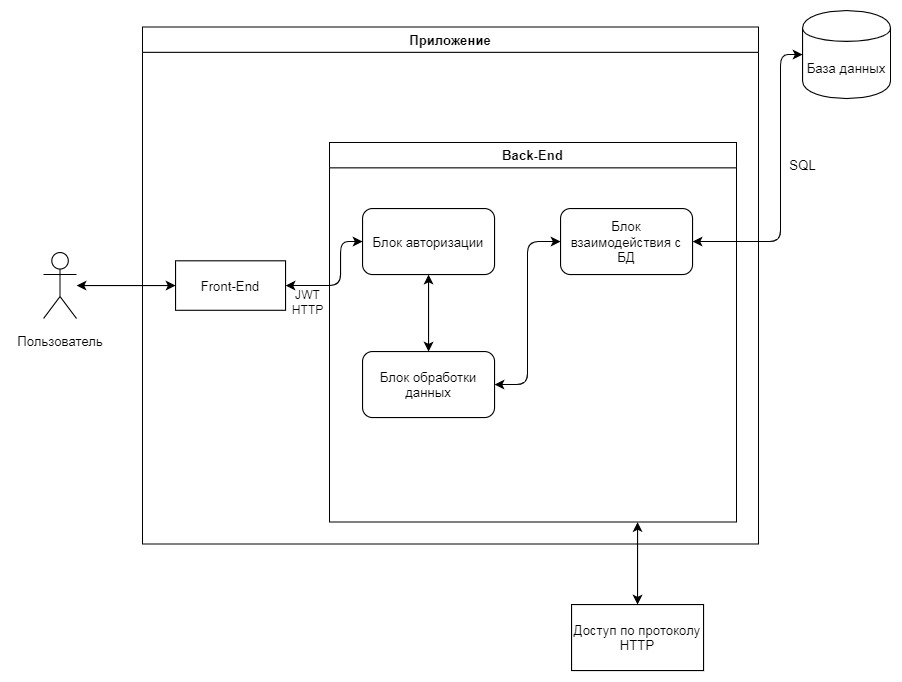 Приложение
База данных
Back-End
SQL
Блок авторизации
Блок
взаимодействия с
БД
Front-End
JWT
HTTP
Пользователь
Блок обработки
данных
Доступ по протоколу
HTTP